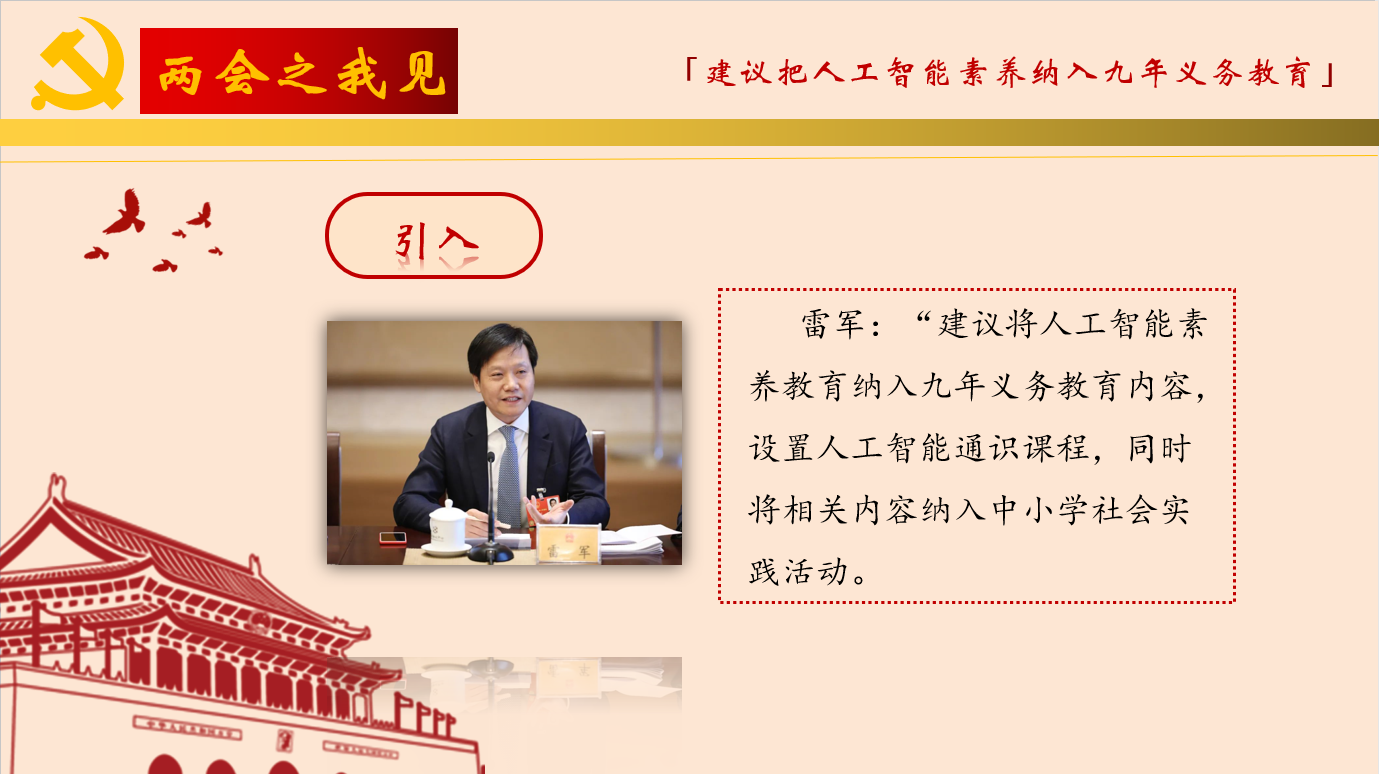 两会之我见
「建议把人工智能素养纳入九年义务教育」
引入
雷军：“建议将人工智能素
养教育纳入九年义务教育内容，
设置人工智能通识课程，同时
将相关内容纳入中小学社会实
践活动。
雷 军